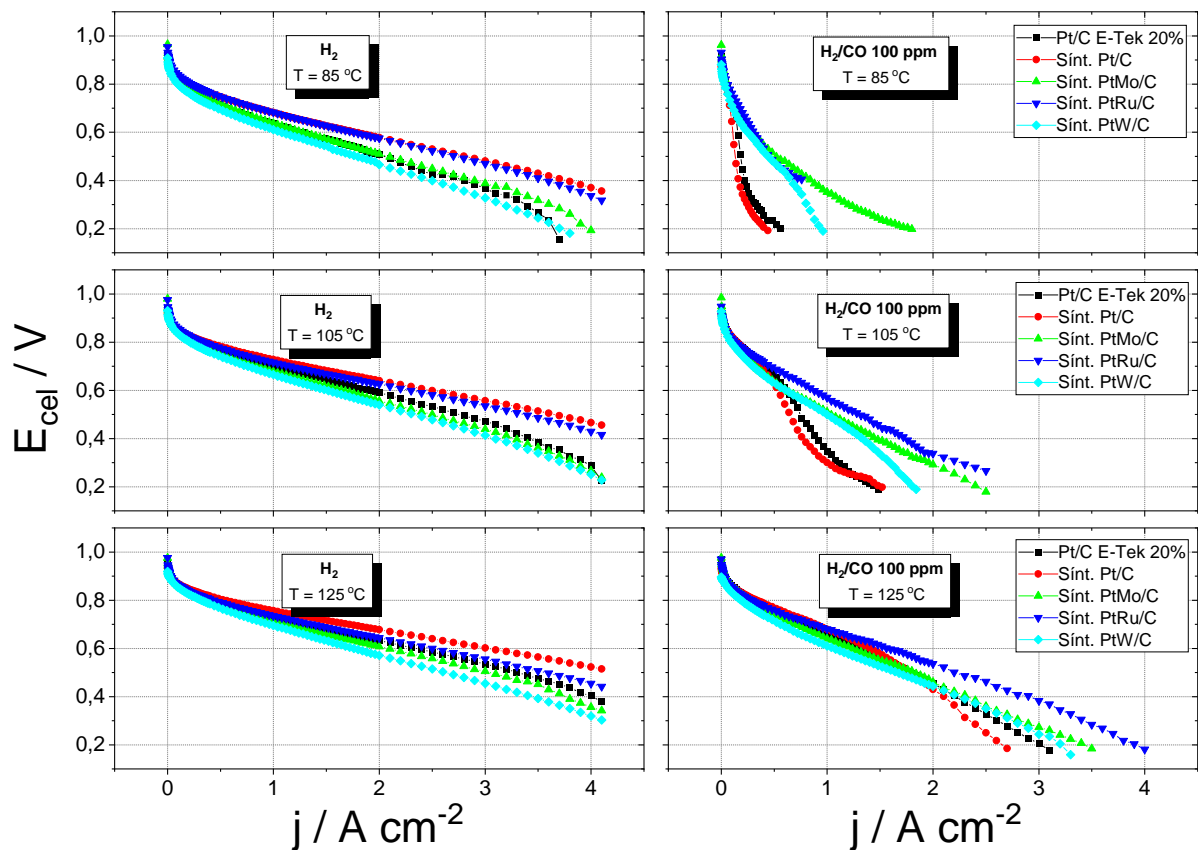 1,0
0,8
0,6
0,4
0,2
H2
T = 85 °C
H2/CO 100 ppm
T = 85 °C
Pt/C E-Tek 20%
Sínt. Pt/C
Sínt. PtMo/C
Sínt. PtRu/C
Sínt. PtW/C
E_cel / V
1,0
0,8
0,6
0,4
0,2
H2
T = 105 °C
H2/CO 100 ppm
T = 105 °C
Pt/C E-Tek 20%
Sínt. Pt/C
Sínt. PtMo/C
Sínt. PtRu/C
Sínt. PtW/C
1,0
0,8
0,6
0,4
0,2
H2
T = 125 °C
H2/CO 100 ppm
T = 125 °C
Pt/C E-Tek 20%
Sínt. Pt/C
Sínt. PtMo/C
Sínt. PtRu/C
Sínt. PtW/C
0 1 2 3 4
0 1 2 3 4
j / A cm-2
j / A cm-2